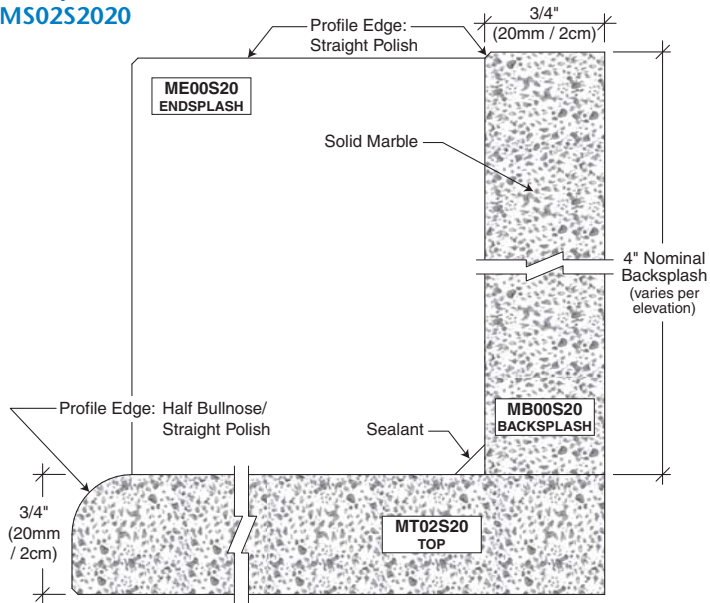 MS02S2020
Profile Edge:
Straight Polish
3/4"
(20mm / 2cm)
ME00S20
ENDSPLASH
Solid Marble
4" Nominal
Backsplash
(varies per
elevation)
Profile Edge: Half Bullnose/
Straight Polish
Sealant
MB00S20
BACKSPLASH
3/4"
(20mm
/ 2cm)
MT02S20
TOP